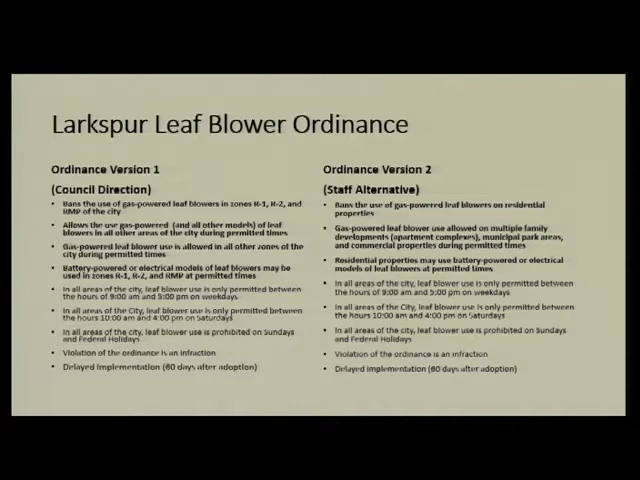 Larkspur Leaf Blower Ordinance
Ordinance Version 1
(Council Direction)
• Bans the use of gas-powered leaf blowers in zones R-1, R-2, and
RMP of the city
• Allows the use gas-powered (and all other models) of leaf
blowers in all other areas of the city during permitted times
• Gas-powered leaf blower use is allowed in all other zones of the
city during permitted times
• Battery-powered or electrical models of leaf blowers may be
used in zones R-1, R-2, and RMP at permitted times
• In all areas of the city, leaf blower use is only permitted between
the hours of 9:00 am and 5:00 pm on weekdays
• In all areas of the City, leaf blower use is only permitted between
the hours 10:00 am and 4:00 pm on Saturdays
• In all areas of the city, leaf blower use is prohibited on Sundays
and Federal Holidays
• Violation of the ordinance is an infraction
• Delayed implementation (60 days after adoption)
Ordinance Version 2
(Staff Alternative)
• Bans the use of gas-powered leaf blowers on residential
properties
• Gas-powered leaf blower use allowed on multiple family
developments (apartment complexes), municipal park areas,
and commercial properties during permitted times
• Residential properties may use battery-powered or electrical
models of leaf blowers at permitted times
• In all areas of the city, leaf blower use is only permitted between
the hours of 9:00 am and 5:00 pm on weekdays
• In all areas of the City, leaf blower use is only permitted between
the hours 10:00 am and 4:00 pm on Saturdays
• In all areas of the city, leaf blower use is prohibited on Sundays
and Federal Holidays
• Violation of the ordinance is an infraction
• Delayed implementation (60 days after adoption)